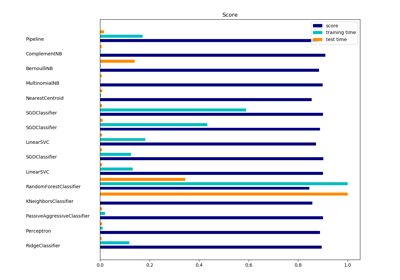 Score
score
training time
test time
Pipeline
ComplementNB
BernoulliNB
MultinomialNB
NearestCentroid
SGDClassifier
SGDClassifier
LinearSVC
SGDClassifier
LinearSVC
RandomForestClassifier
KNeighborsClassifier
PassiveAggressiveClassifier
Perceptron
RidgeClassifier
0.0 0.2 0.4 0.6 0.8 1.0